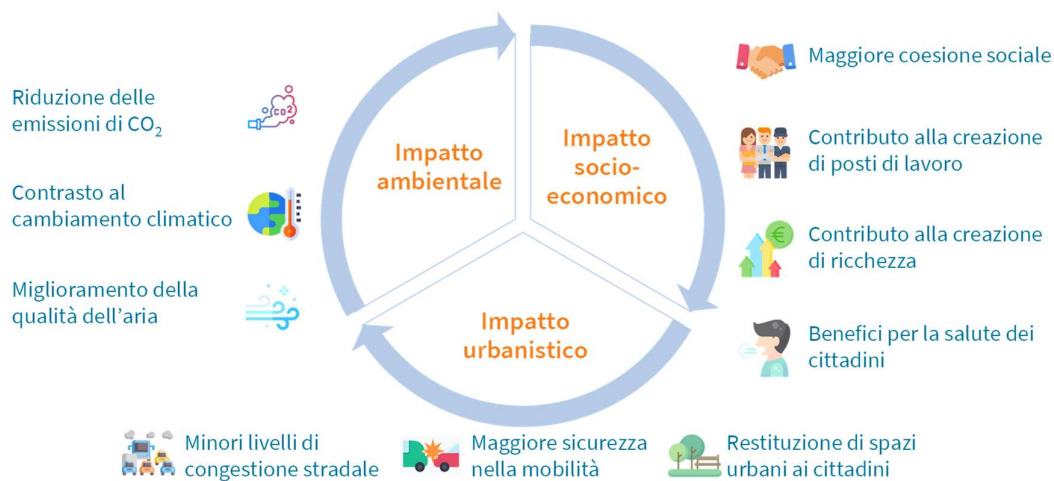 Riduzione delle
emissioni di CO₂
CO2
Contrasto al
cambiamento climatico
Miglioramento della
qualità dell'aria
Impatto
ambientale
Impatto
socio-
economico
Impatto
urbanistico
Maggiore coesione sociale
Contributo alla creazione
di posti di lavoro
€
Contributo alla creazione
di ricchezza
Benefici per la salute dei
cittadini
Minori livelli di
congestione stradale
Maggiore sicurezza
nella mobilità
Restituzione di spazi
urbani ai cittadini